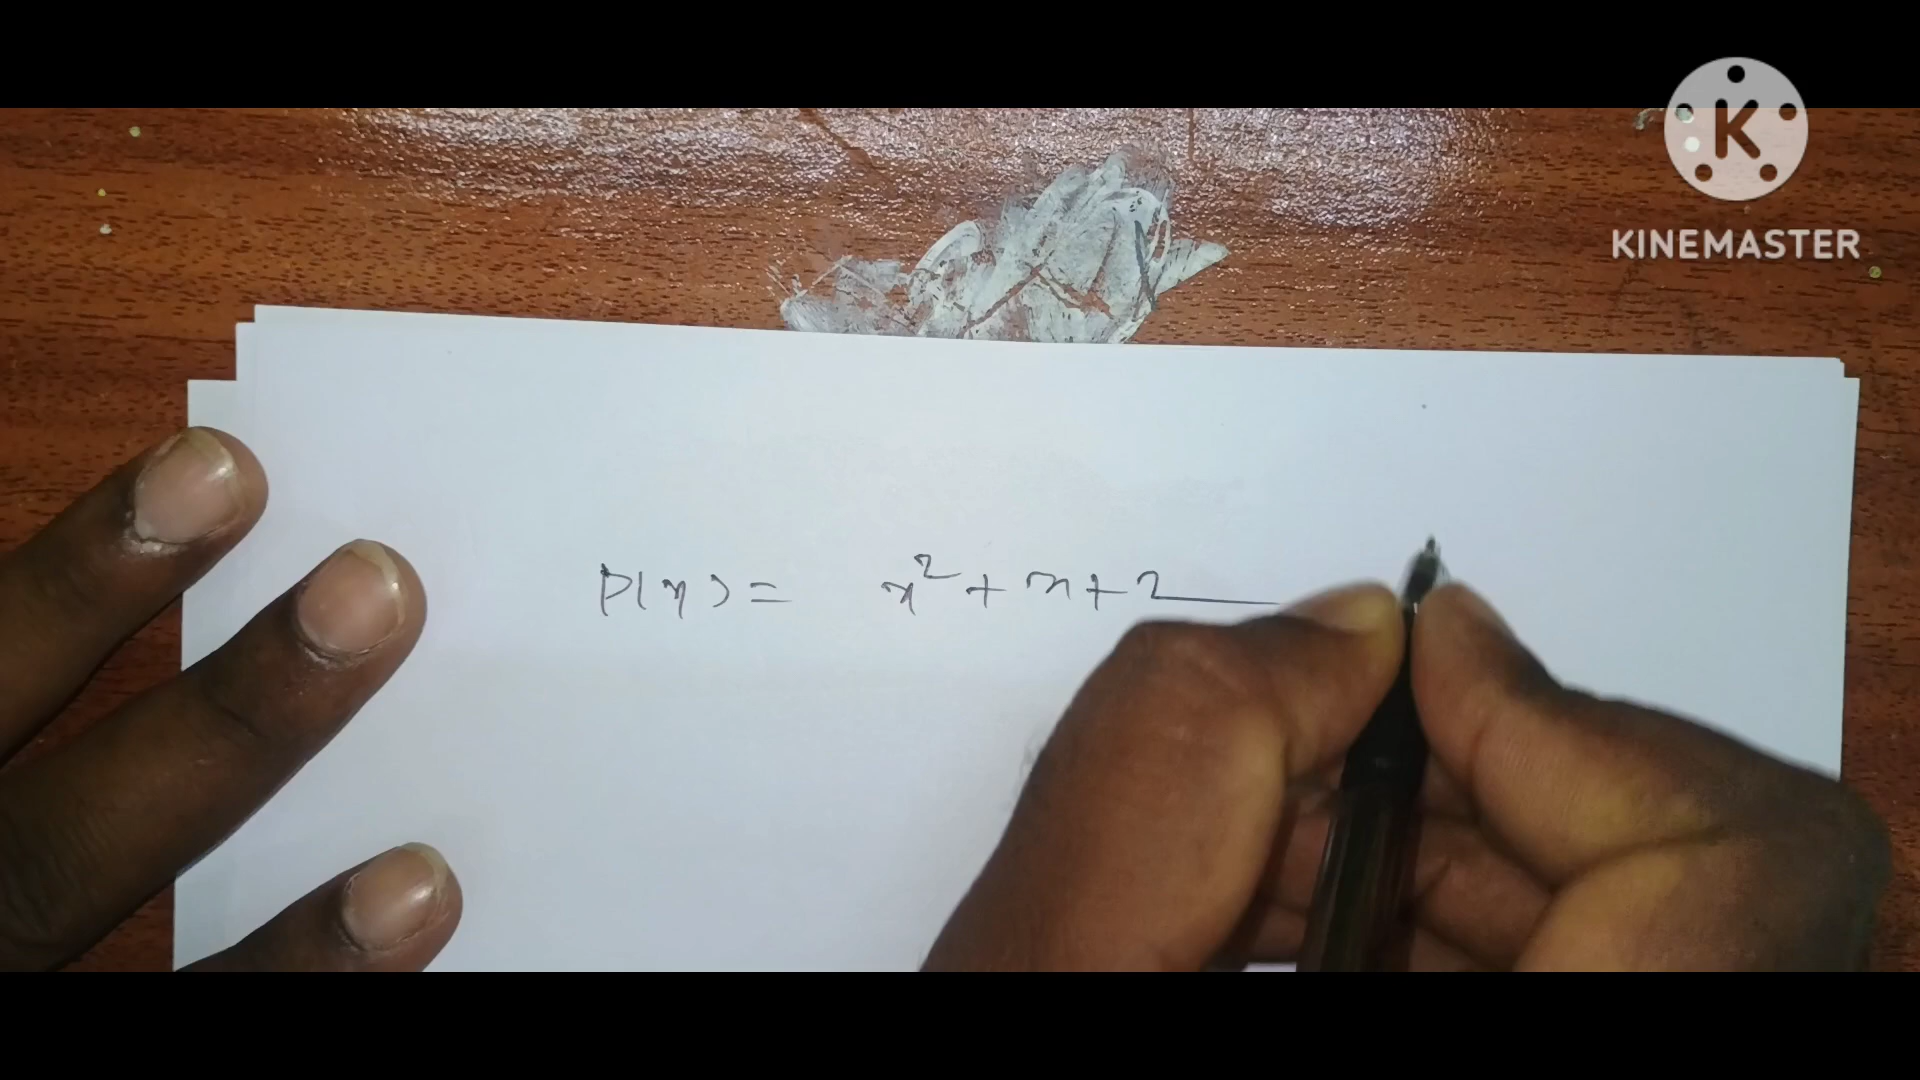 K
KINEMASTER
P(x) = x² + x + 2